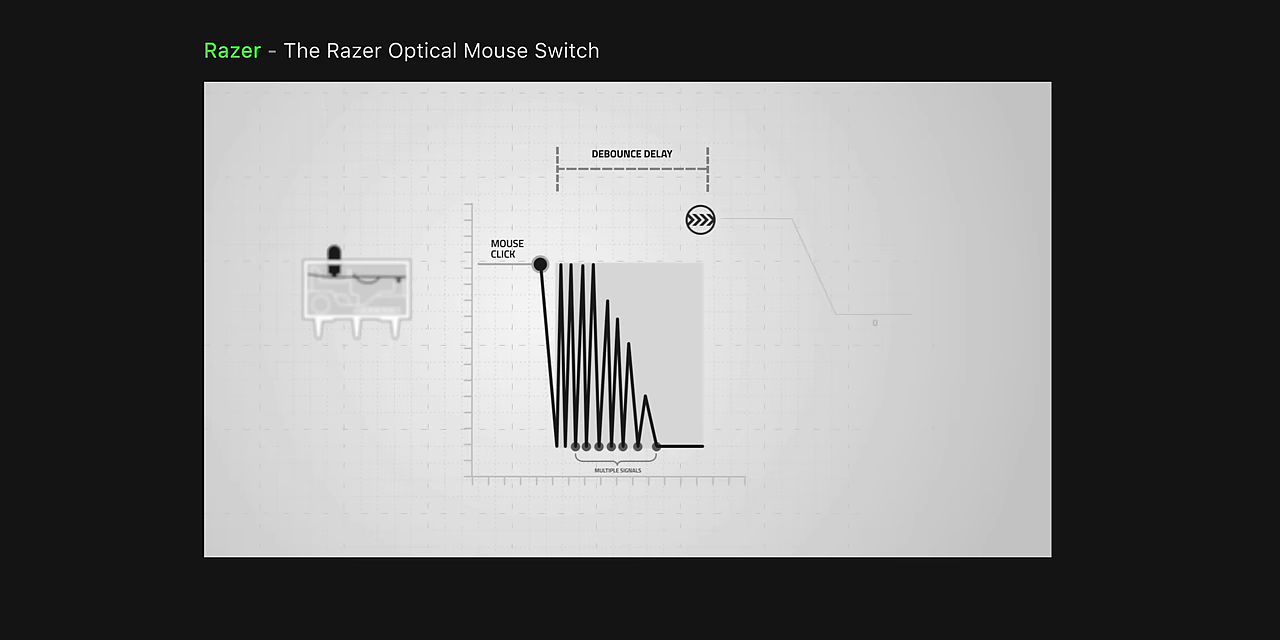 Razer - The Razer Optical Mouse Switch
DEBOUNCE DELAY
MOUSE
CLICK
0
MULTIPLE SIGNALS